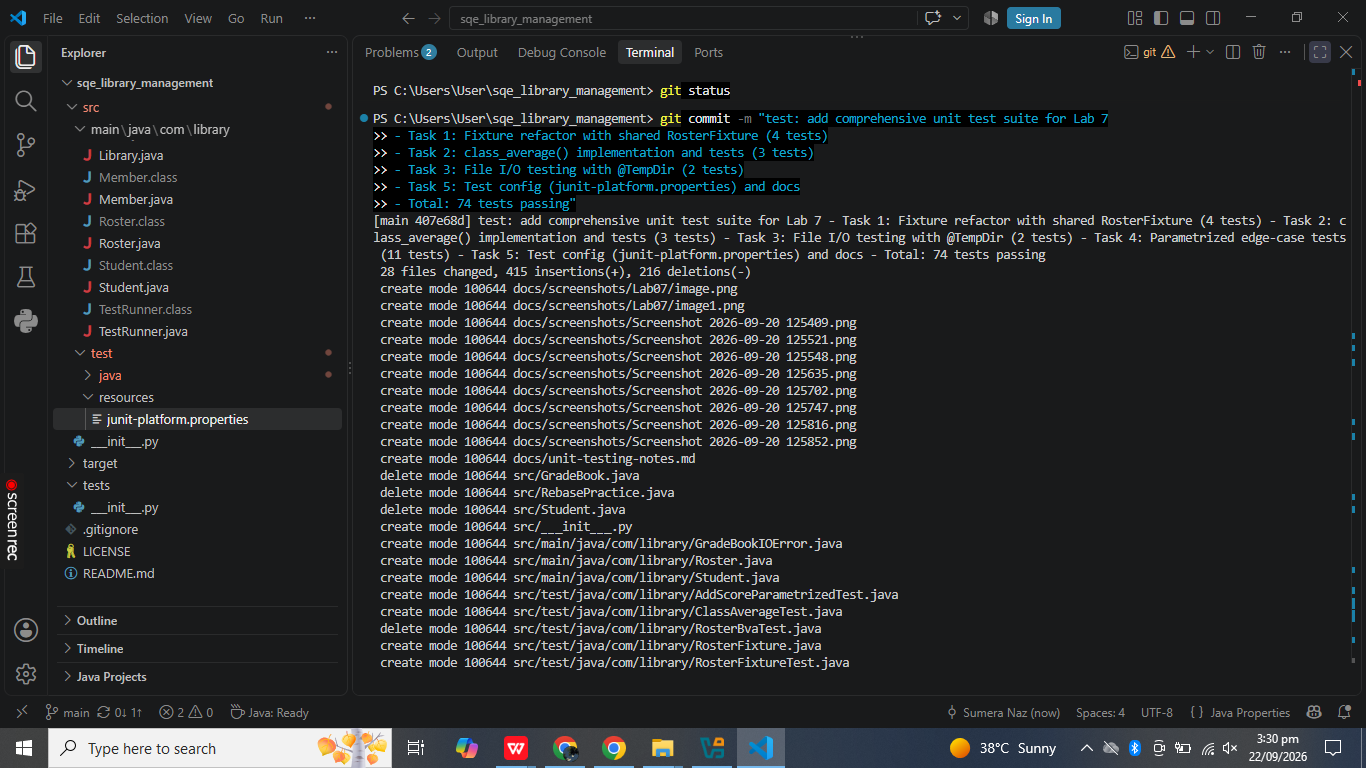 File Edit Selection View Go Run ··· sqe_library_management Sign In
Explorer ···
sqe_library_management
src
main\java\com\library
Library.java
Member.class
Member.java
Roster.class
Roster.java
Student.class
Student.java
TestRunner.class
TestRunner.java
test
java
resources
junit-platform.properties
__init__.py
target
tests
__init__.py
.gitignore
LICENSE
README.md
Outline
Timeline
Java Projects
Problems 2 Output Debug Console Terminal Ports git
PS C:\Users\User\sqe_library_management> git status
PS C:\Users\User\sqe_library_management> git commit -m "test: add comprehensive unit test suite for Lab 7
>> - Task 1: Fixture refactor with shared RosterFixture (4 tests)
>> - Task 2: class_average() implementation and tests (3 tests)
>> - Task 3: File I/O testing with @TempDir (2 tests)
>> - Task 5: Test config (junit-platform.properties) and docs
>> - Total: 74 tests passing"
[main 407e68d] test: add comprehensive unit test suite for Lab 7 - Task 1: Fixture refactor with shared RosterFixture (4 tests) - Task 2: c
lass_average() implementation and tests (3 tests) - Task 3: File I/O testing with @TempDir (2 tests) - Task 4: Parametrized edge-case tests
(11 tests) - Task 5: Test config (junit-platform.properties) and docs - Total: 74 tests passing
28 files changed, 415 insertions(+), 216 deletions(-)
create mode 100644 docs/screenshots/Lab07/image.png
create mode 100644 docs/screenshots/Lab07/image1.png
create mode 100644 docs/screenshots/Screenshot 2026-09-20 125409.png
create mode 100644 docs/screenshots/Screenshot 2026-09-20 125521.png
create mode 100644 docs/screenshots/Screenshot 2026-09-20 125548.png
create mode 100644 docs/screenshots/Screenshot 2026-09-20 125635.png
create mode 100644 docs/screenshots/Screenshot 2026-09-20 125702.png
create mode 100644 docs/screenshots/Screenshot 2026-09-20 125747.png
create mode 100644 docs/screenshots/Screenshot 2026-09-20 125816.png
create mode 100644 docs/screenshots/Screenshot 2026-09-20 125852.png
create mode 100644 docs/unit-testing-notes.md
delete mode 100644 src/GradeBook.java
delete mode 100644 src/RebasePractice.java
delete mode 100644 src/Student.java
create mode 100644 src/___init___.py
create mode 100644 src/main/java/com/library/GradeBookIOError.java
create mode 100644 src/main/java/com/library/Roster.java
create mode 100644 src/main/java/com/library/Student.java
create mode 100644 src/test/java/com/library/AddScoreParametrizedTest.java
create mode 100644 src/test/java/com/library/ClassAverageTest.java
delete mode 100644 src/test/java/com/library/RosterBvaTest.java
create mode 100644 src/test/java/com/library/RosterFixture.java
create mode 100644 src/test/java/com/library/RosterFixtureTest.java
screenrec
main 0↓ 1↑ 2 0 Java: Ready Sumera Naz (now) Spaces: 4 UTF-8 { } Java Properties
Type here to search 38°C Sunny 3:30 pm
22/09/2026